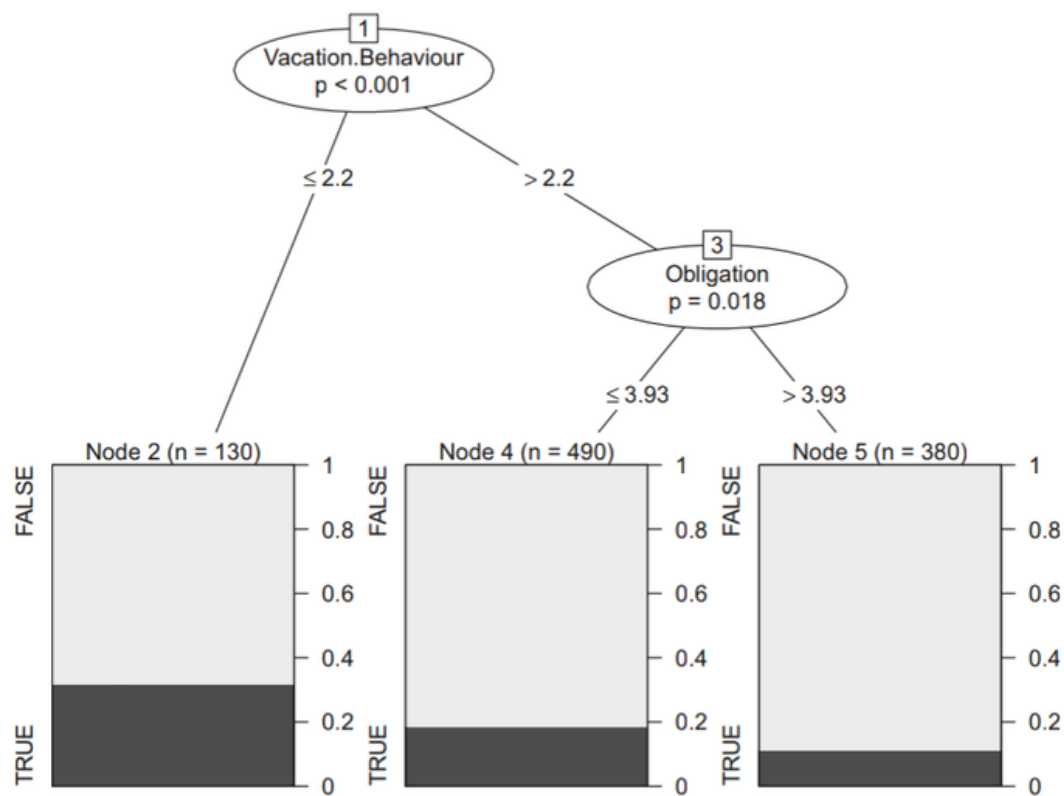 1
Vacation.Behaviour
p < 0.001
≤ 2.2
> 2.2
3
Obligation
p = 0.018
≤ 3.93
> 3.93
Node 2 (n = 130)
FALSE
TRUE
1
0.8
0.6
0.4
0.2
0
Node 4 (n = 490)
FALSE
TRUE
1
0.8
0.6
0.4
0.2
0
Node 5 (n = 380)
FALSE
TRUE
1
0.8
0.6
0.4
0.2
0